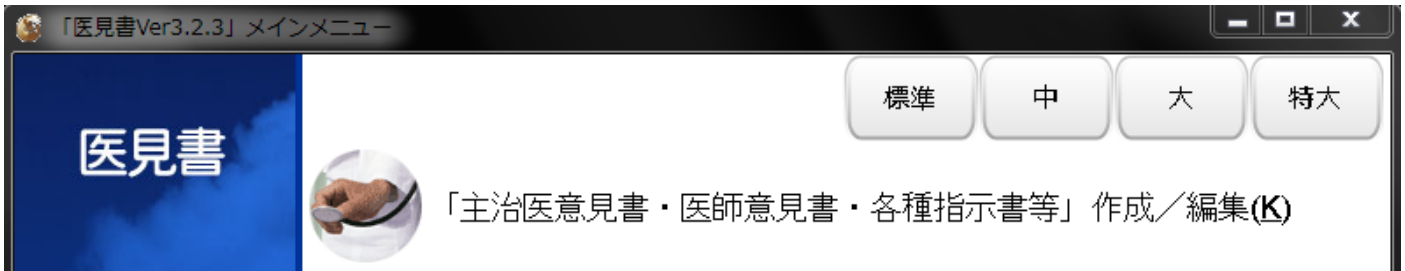 「医見書Ver3.2.3」メインメニュー
標準 中 大 特大
医見書
「主治医意見書・医師意見書・各種指示書等」作成／編集(K)